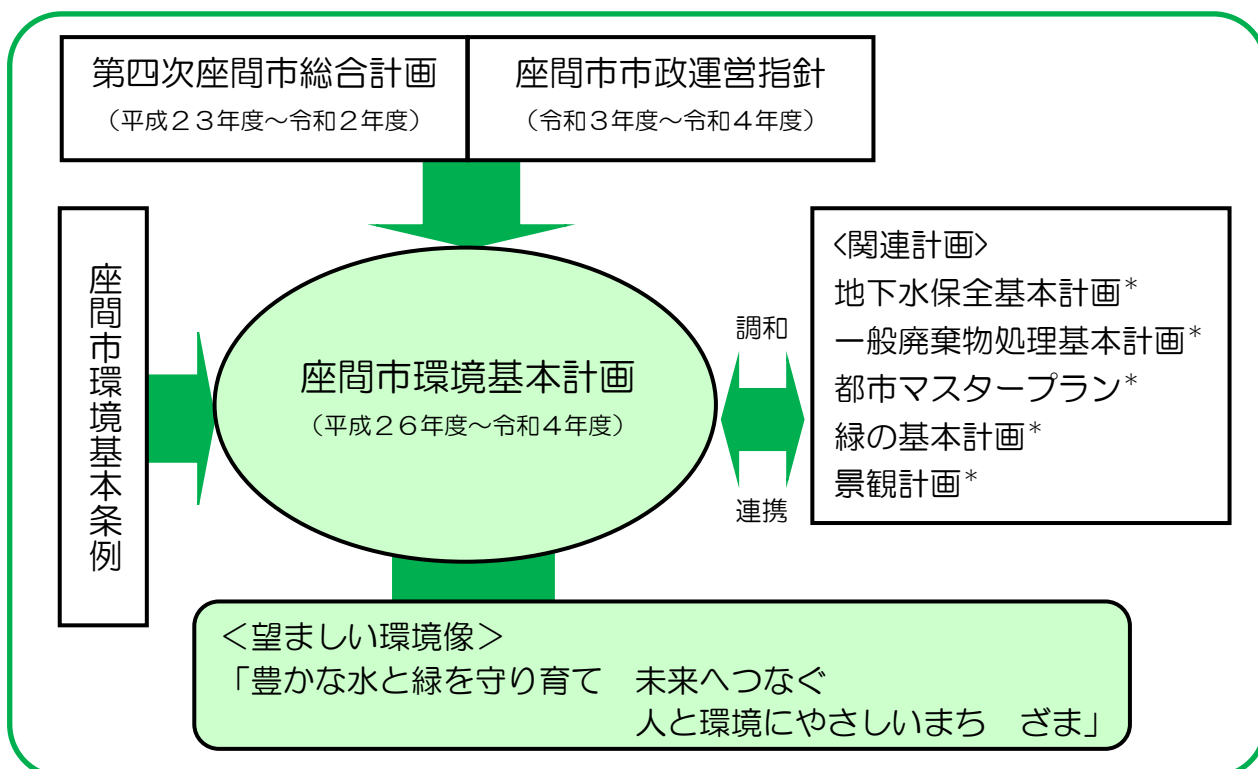 第四次座間市総合計画
（平成２３年度～令和２年度）
座間市市政運営指針
（令和３年度～令和４年度）
座間市環境基本条例
座間市環境基本計画
（平成２６年度～令和４年度）
調和
連携
<関連計画>
地下水保全基本計画*
一般廃棄物処理基本計画*
都市マスタープラン*
緑の基本計画*
景観計画*
＜望ましい環境像＞
「豊かな水と緑を守り育て　未来へつなぐ
人と環境にやさしいまち　ざま」